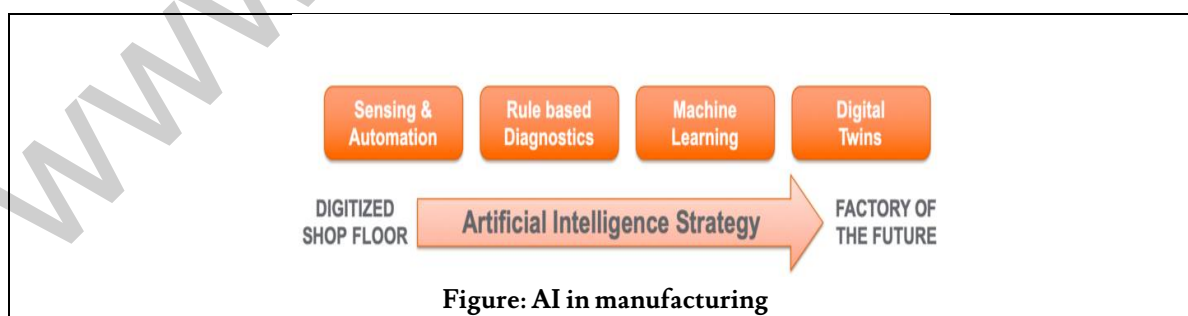 WWW
Sensing &
Automation
Rule based
Diagnostics
Machine
Learning
Digital
Twins
DIGITIZED
SHOP FLOOR
Artificial Intelligence Strategy
FACTORY OF
THE FUTURE
Figure: AI in manufacturing